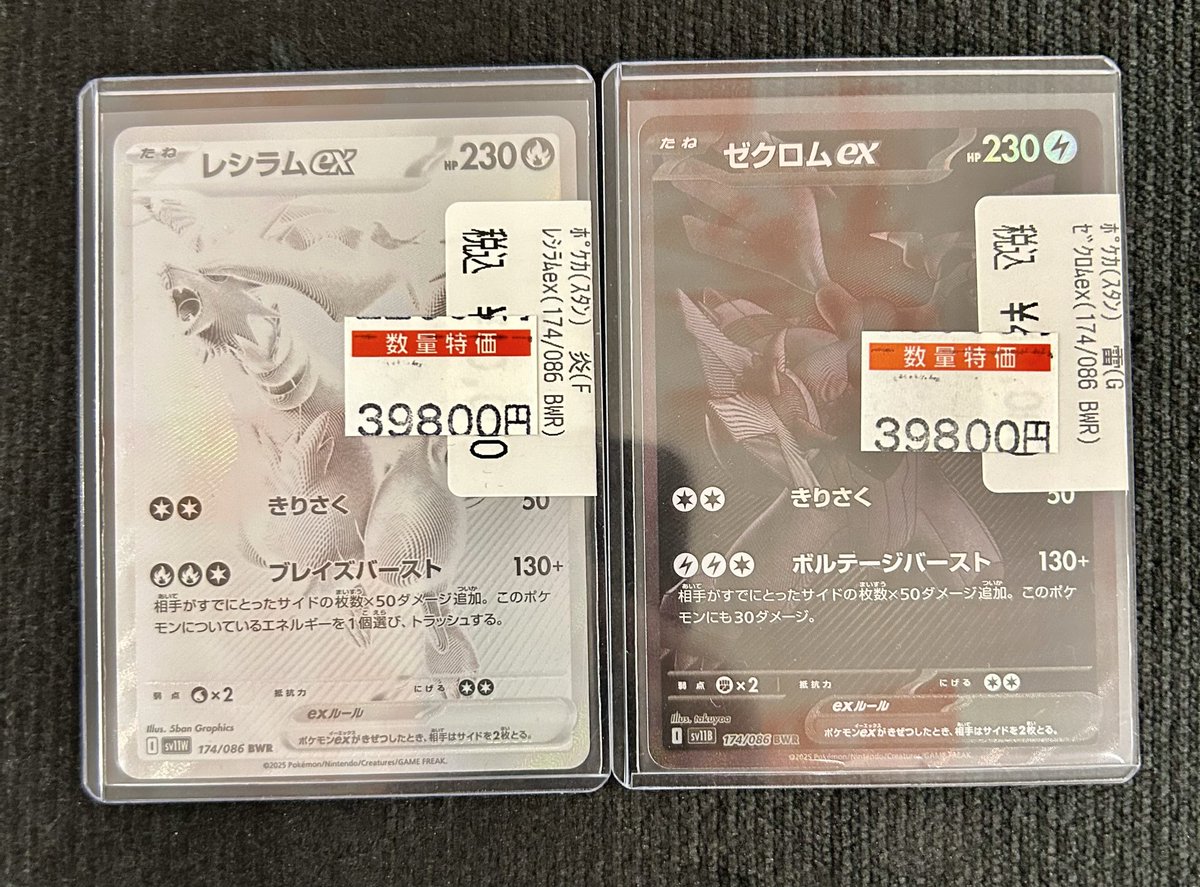 たね
レシラムex
HP 230
ポケカ(スタン) 炎(F
レシラムex(174/086 BWR)
税込
数量特価
39800円
きりさく
50
ブレイズバースト
130+
相手がすでにとったサイドの枚数×50ダメージ追加。このポケ
モンについているエネルギーを1個選び、トラッシュする。
弱点 ×2 抵抗力 にげる
exルール
ポケモンexがきぜつしたとき、相手はサイドを2枚とる。
Illus. 5ban Graphics
I sv11W 174/086 BWR
©2025 Pokémon/Nintendo/Creatures/GAME FREAK.
たね
ゼクロムex
HP 230
ポケカ(スタン) 雷(G
ゼクロムex(174/086 BWR)
税込
数量特価
39800円
きりさく
50
ボルテージバースト
130+
相手がすでにとったサイドの枚数×50ダメージ追加。このポケ
モンにも30ダメージ。
弱点 ×2 抵抗力 にげる
exルール
ポケモンexがきぜつしたとき、相手はサイドを2枚とる。
Illus. takuyoa
I sv11B 174/086 BWR
©2025 Pokémon/Nintendo/Creatures/GAME FREAK.